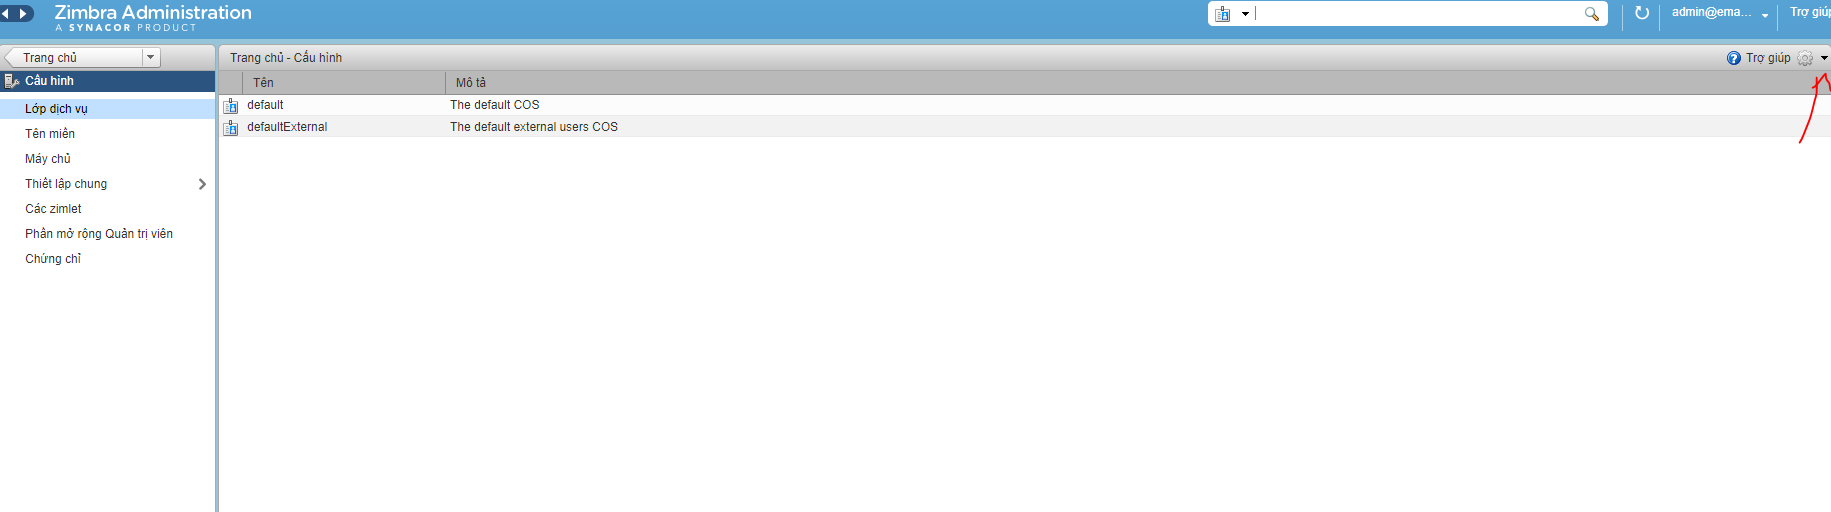 Zimbra Administration
A SYNACOR PRODUCT
admin@ema...
Trợ giúp
Trang chủ
Trang chủ - Cấu hình
Trợ giúp
Cấu hình
Tên
Mô tả
Lớp dịch vụ
Tên miền
Máy chủ
Thiết lập chung
Các zimlet
Phần mở rộng Quản trị viên
Chứng chỉ
default
The default COS
defaultExternal
The default external users COS